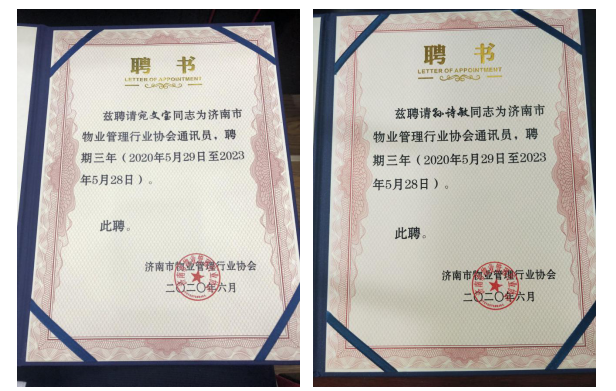 聘书
LETTER OF APPOINTMENT
兹聘请宛文宝同志为济南市
物业管理行业协会通讯员，聘
期三年（2020年5月29日至2023
年5月28日）。
此聘。
济南市物业管理行业协会
二〇二〇年六月
聘书
LETTER OF APPOINTMENT
兹聘请孙诗敏同志为济南市
物业管理行业协会通讯员，聘
期三年（2020年5月29日至2023
年5月28日）。
此聘。
济南市物业管理行业协会
二〇二〇年六月